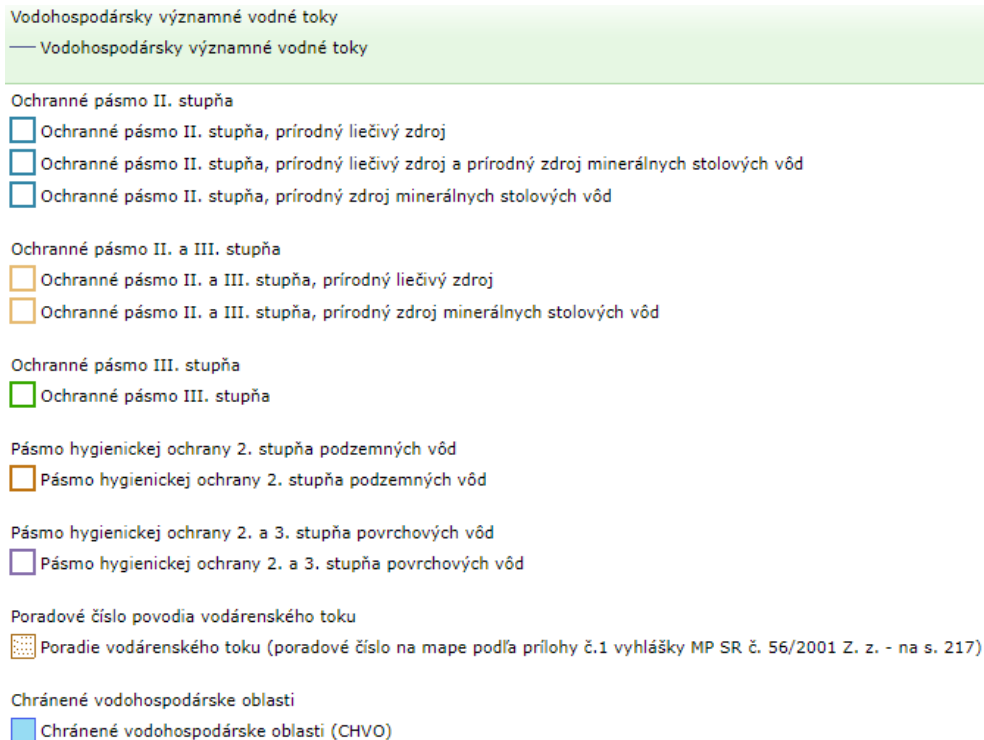 Vodohospodársky významné vodné toky
Vodohospodársky významné vodné toky
Ochranné pásmo II. stupňa
Ochranné pásmo II. stupňa, prírodný liečivý zdroj
Ochranné pásmo II. stupňa, prírodný liečivý zdroj a prírodný zdroj minerálnych stolových vôd
Ochranné pásmo II. stupňa, prírodný zdroj minerálnych stolových vôd
Ochranné pásmo II. a III. stupňa
Ochranné pásmo II. a III. stupňa, prírodný liečivý zdroj
Ochranné pásmo II. a III. stupňa, prírodný zdroj minerálnych stolových vôd
Ochranné pásmo III. stupňa
Ochranné pásmo III. stupňa
Pásmo hygienickej ochrany 2. stupňa podzemných vôd
Pásmo hygienickej ochrany 2. stupňa podzemných vôd
Pásmo hygienickej ochrany 2. a 3. stupňa povrchových vôd
Pásmo hygienickej ochrany 2. a 3. stupňa povrchových vôd
Poradové číslo povodia vodárenského toku
Poradie vodárenského toku (poradové číslo na mape podľa prílohy č.1 vyhlášky MP SR č. 56/2001 Z. z. - na s. 217)
Chránené vodohospodárske oblasti
Chránené vodohospodárske oblasti (CHVO)